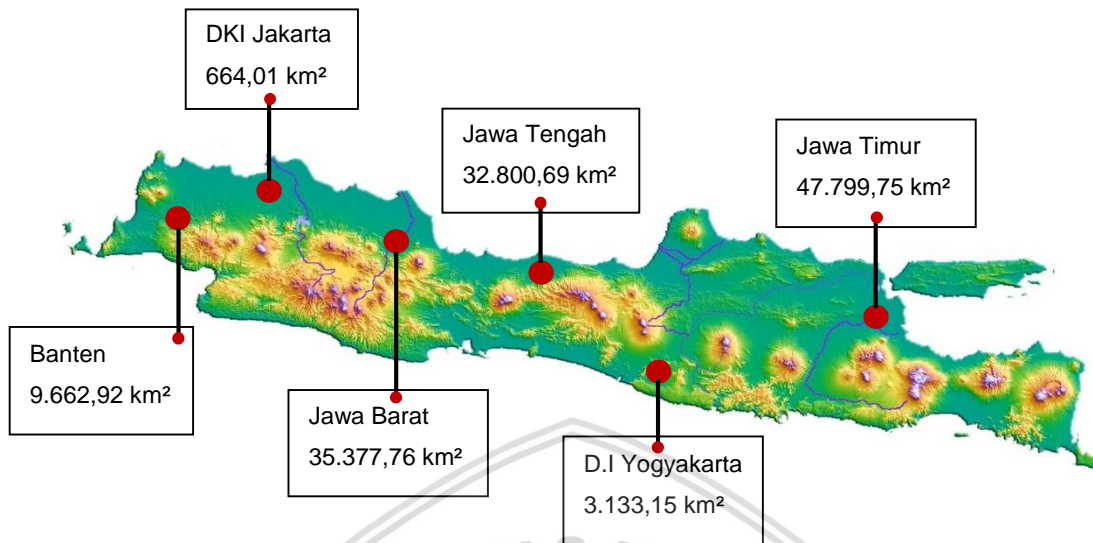 DKI Jakarta
664,01 km²
Jawa Tengah
32.800,69 km²
Jawa Timur
47.799,75 km²
Banten
9.662,92 km²
Jawa Barat
35.377,76 km²
D.I Yogyakarta
3.133,15 km²